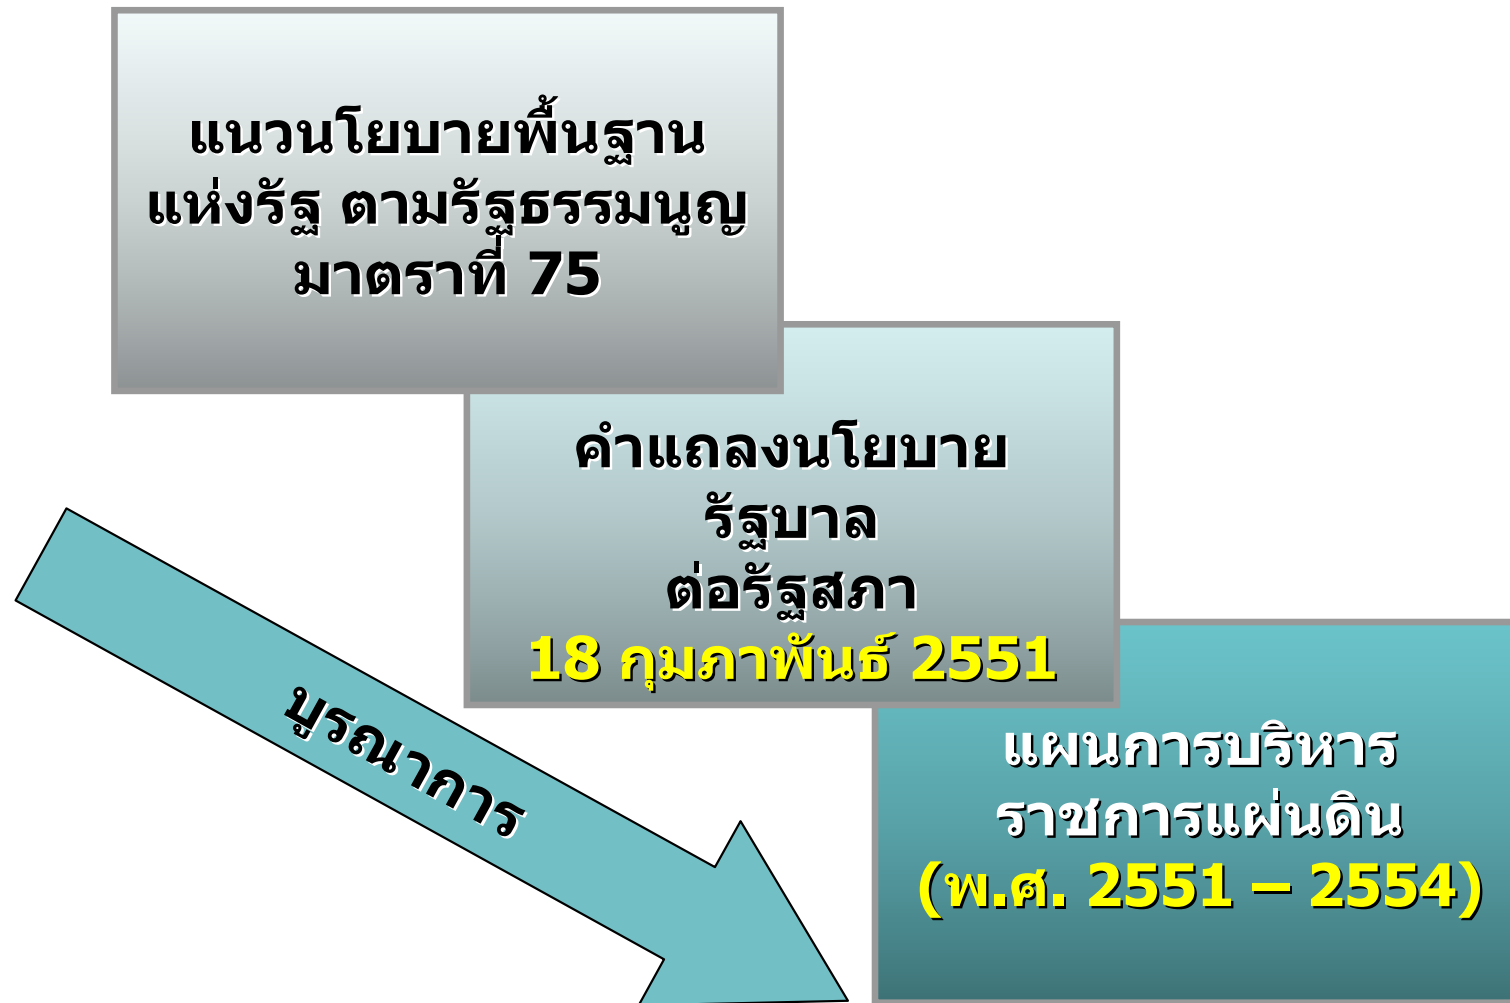 แนวนโยบายพื้นฐาน
แห่งรัฐ ตามรัฐธรรมนูญ
มาตราที่ 75
คำแถลงนโยบาย
รัฐบาล
ต่อรัฐสภา
18 กุมภาพันธ์ 2551
บูรณาการ
แผนการบริหาร
ราชการแผ่นดิน
(พ.ศ. 2551 – 2554)